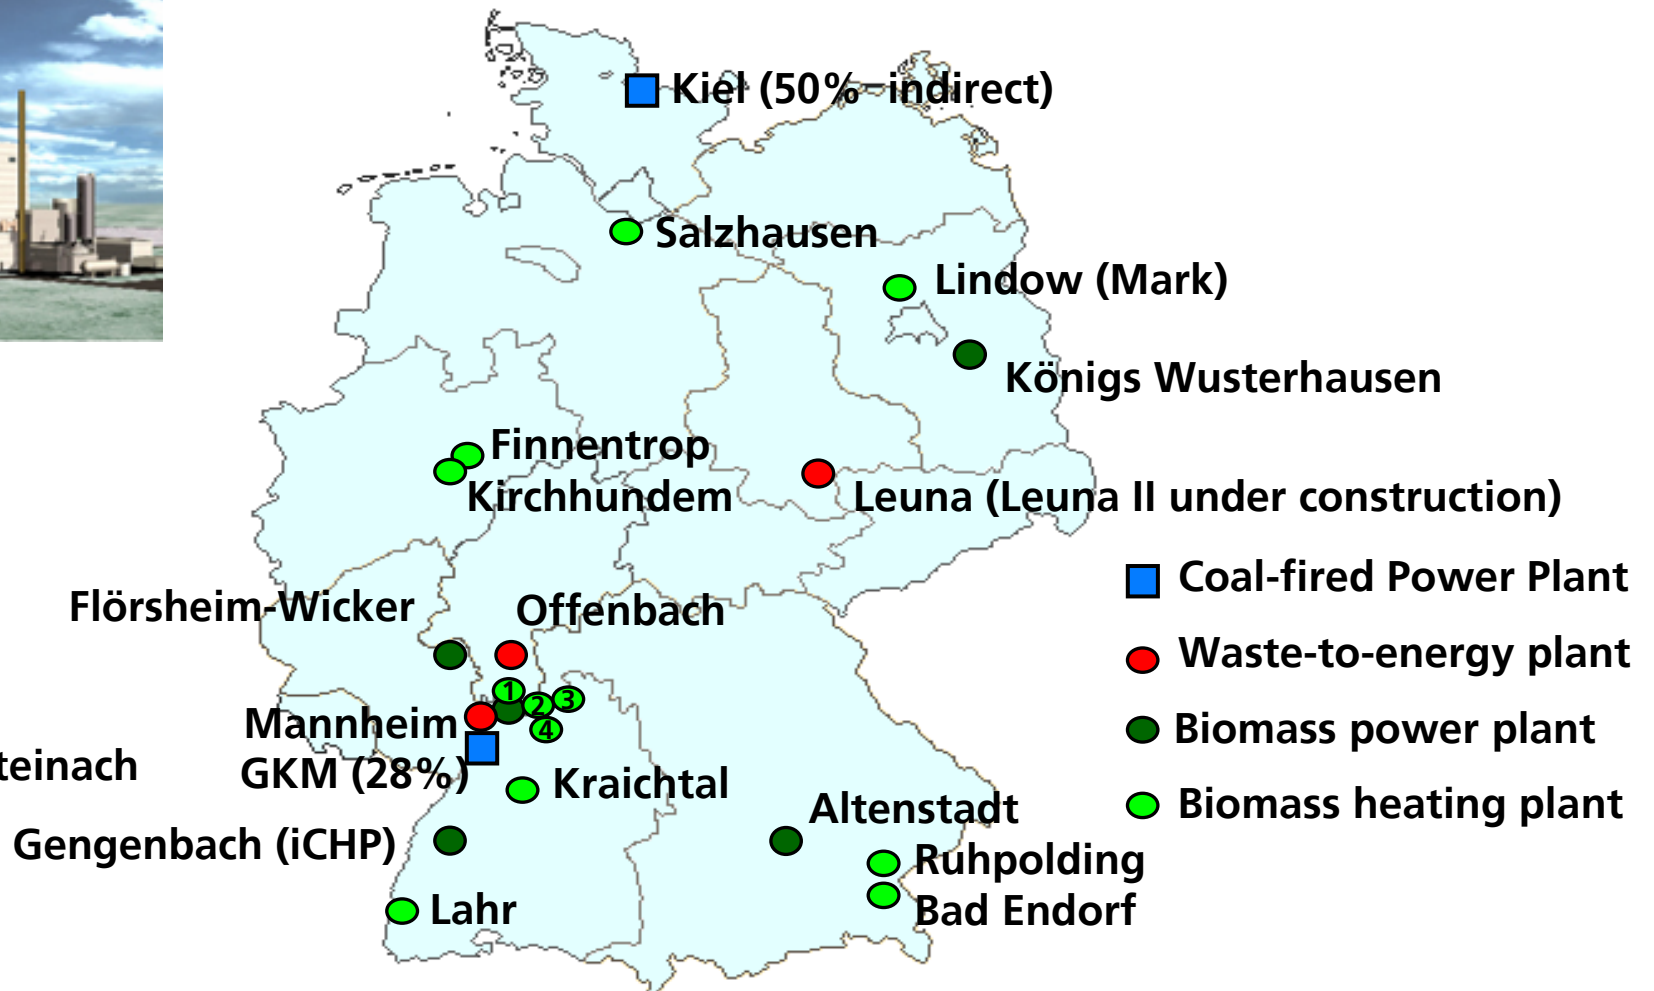 Kiel (50%–indirect)
Salzhausen
Lindow (Mark)
Königs Wusterhausen
Finnentrop
Kirchhundem
Leuna (Leuna II under construction)
Coal-fired Power Plant
Flörsheim-Wicker
Offenbach
Waste-to-energy plant
1
2
3
4
Mannheim
Biomass power plant
teinach
GKM (28%)
Kraichtal
Altenstadt
Biomass heating plant
Gengenbach (iCHP)
Ruhpolding
Lahr
Bad Endorf